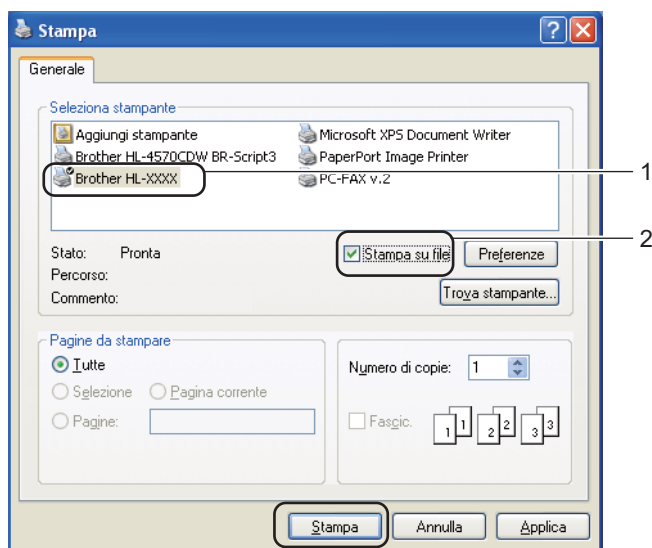 Stampa
Generale
Seleziona stampante
Aggiungi stampante
Brother HL-4570CDW BR-Script3
Brother HL-XXXX
Microsoft XPS Document Writer
PaperPort Image Printer
PC-FAX v.2
1
2
Stato: Pronta
Percorso:
Commento:
Stampa su file
Preferenze
Trova stampante...
Pagine da stampare
Tutte
Selezione Pagina corrente
Pagine:
Numero di copie: 1
Fascic.
1 1 2 2 3 3
Stampa Annulla Applica